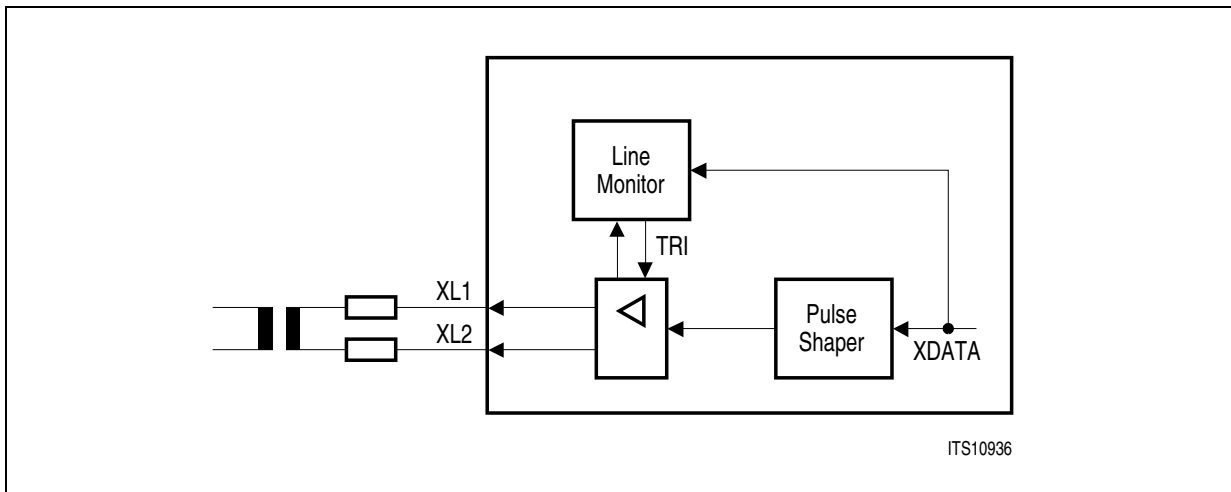 Line
Monitor
TRI
XL1
XL2
Pulse
Shaper
XDATA
ITS10936